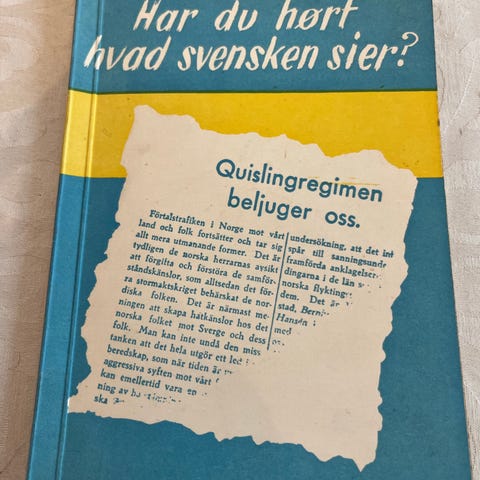 Har du hørt
hvad svensken sier?
Quislingregimen
beljuger oss.
Förtalstrafiken i Norge mot vårt
land och folk fortsätter och tar sig
allt mera utmanande former. Det är
tydligen de norska herrarnas avsikt
att förgifta och förstöra de samför-
ståndskänslor, som alltsedan det för-
ra stormaktskriget behärskat de nor-
diska folken. Det är närmast me-
ningen att skapa hatkänslor hos det
norska folket mot Sverge och dess
folk. Man kan inte undå den miss
tanken att det hela utgör ett led i
beredskap, som när tiden är
aggressiva syften mot vårt
kan emellertid vara en
ning av
ska
undersökning, att det int
spår till sanningsund
framförda anklagelser
dingarna i de län s
norska flykting
dem. Det är
stad, Bern
Hansen i
med
o